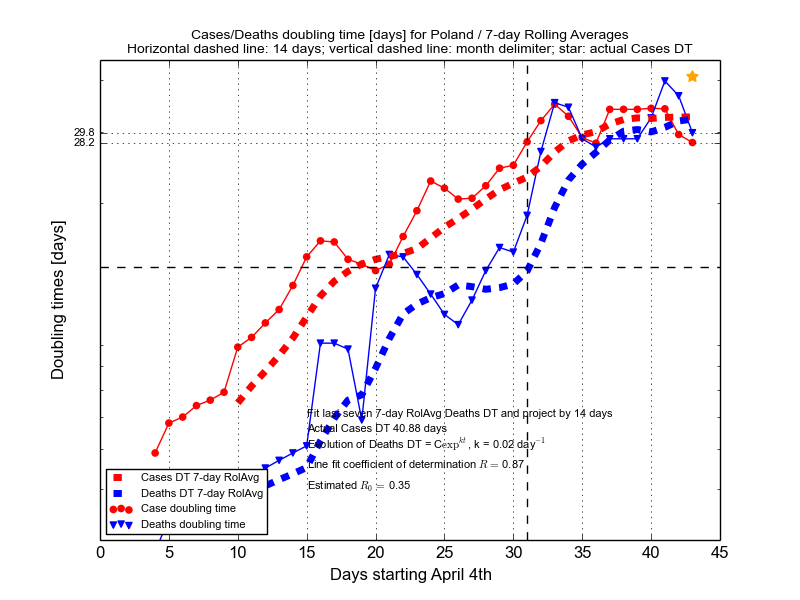 Cases/Deaths doubling time [days] for Poland / 7-day Rolling Averages
Horizontal dashed line: 14 days; vertical dashed line: month delimiter; star: actual Cases DT
29.8
28.2
Doubling times [days]
Fit last seven 7-day RolAvg Deaths DT and project by 14 days
Actual Cases DT 40.88 days
Evolution of Deaths DT = Cexp^{kt}, k = 0.02 day^{-1}
Line fit coefficient of determination R = 0.87
Estimated R_0 = 0.35
Cases DT 7-day RolAvg
Deaths DT 7-day RolAvg
Case doubling time
Deaths doubling time
0 5 10 15 20 25 30 35 40 45
Days starting April 4th